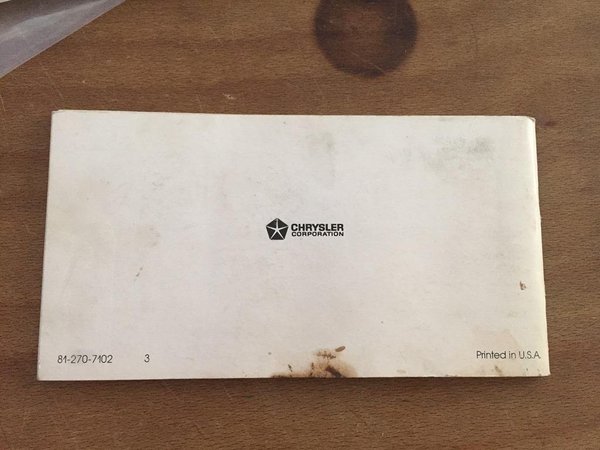 CHRYSLER
CORPORATION
81-270-7102 3
Printed in U.S.A.